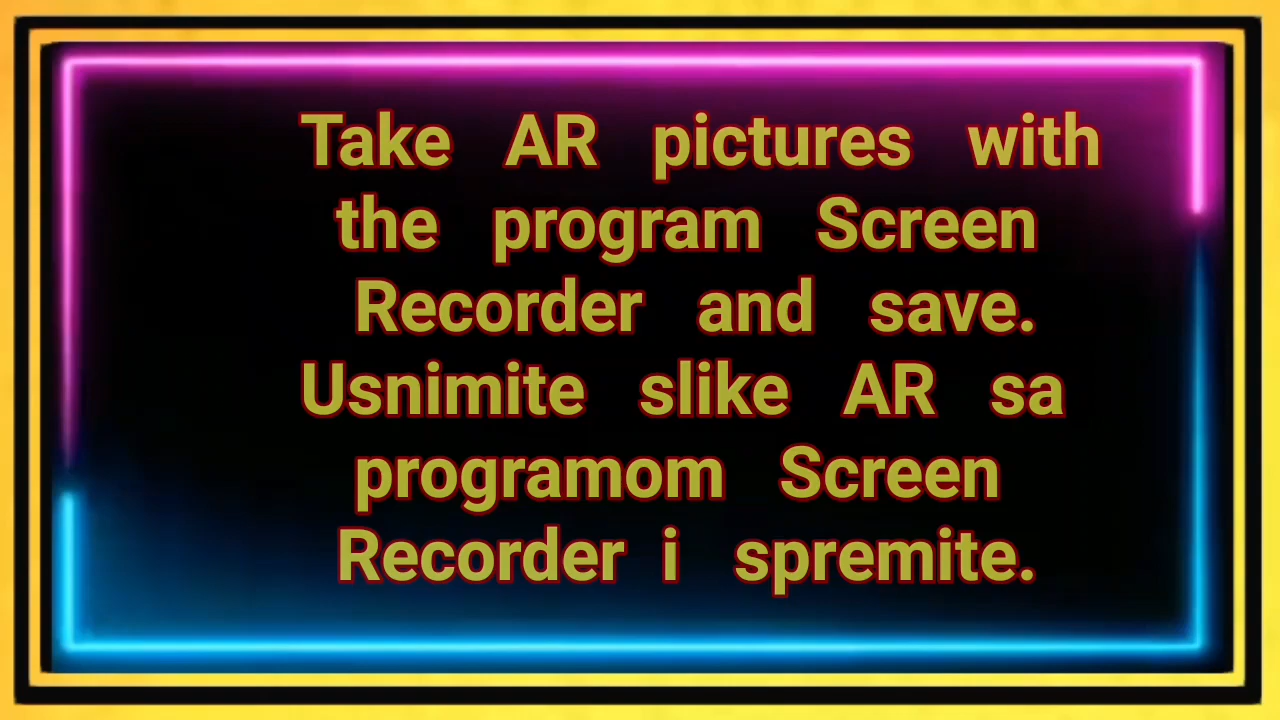 Take AR pictures with
the program Screen
Recorder and save.
Usnimite slike AR sa
programom Screen
Recorder i spremite.